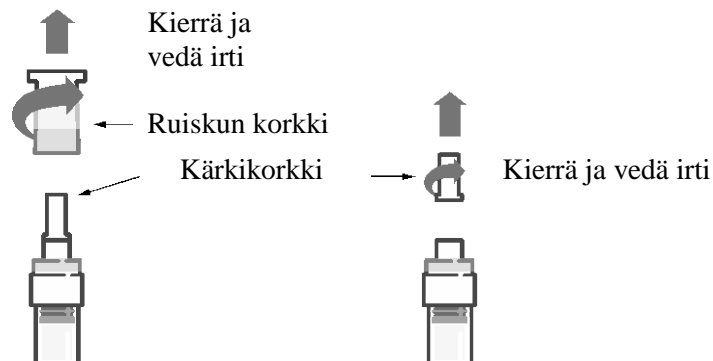 Kierrä ja
vedä irti
Ruiskun korkki
Kärkikorkki
Kierrä ja vedä irti